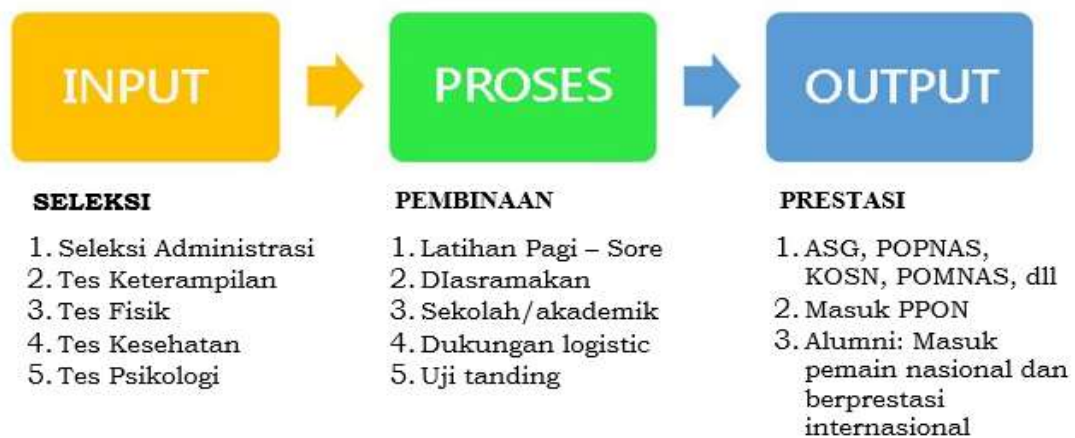 INPUT
PROSES
OUTPUT
SELEKSI
1. Seleksi Administrasi
2. Tes Keterampilan
3. Tes Fisik
4. Tes Kesehatan
5. Tes Psikologi
PEMBINAAN
1. Latihan Pagi – Sore
2. DIasramakan
3. Sekolah/akademik
4. Dukungan logistic
5. Uji tanding
PRESTASI
1. ASG, POPNAS,
KOSN, POMNAS, dll
2. Masuk PPON
3. Alumni: Masuk
pemain nasional dan
berprestasi
internasional